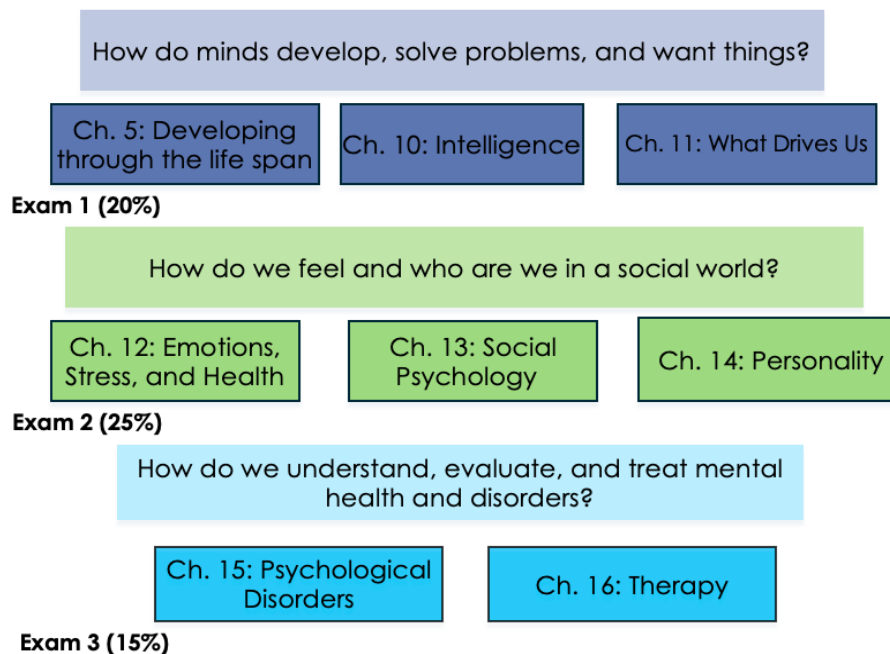 How do minds develop, solve problems, and want things?
Ch. 5: Developing
through the life span
Ch. 10: Intelligence
Ch. 11: What Drives Us
Exam 1 (20%)
How do we feel and who are we in a social world?
Ch. 12: Emotions,
Stress, and Health
Ch. 13: Social
Psychology
Ch. 14: Personality
Exam 2 (25%)
How do we understand, evaluate, and treat mental
health and disorders?
Ch. 15: Psychological
Disorders
Ch. 16: Therapy
Exam 3 (15%)